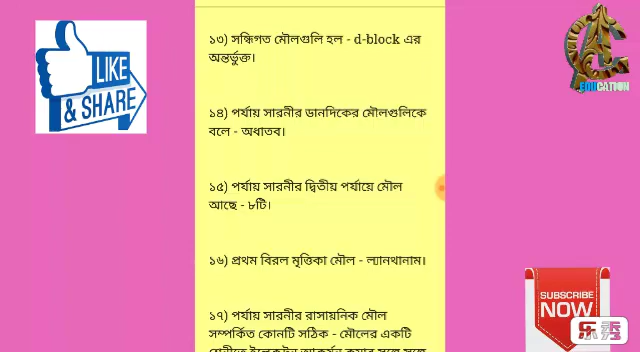 ১৩) সন্ধিগত মৌলগুলি হল - d-block এর
অন্তর্ভুক্ত।
১৪) পর্যায় সারনীর ডানদিকের মৌলগুলিকে
বলে - অধাতব।
১৫) পর্যায় সারনীর দ্বিতীয় পর্যায়ে মৌল
আছে - ৮টি।
১৬) প্রথম বিরল মৃত্তিকা মৌল - ল্যানথানাম।
১৭) পর্যায় সারনীর রাসায়নিক মৌল
সম্পর্কিত কোনটি সঠিক - মৌলের একটি
LIKE
& SHARE
EDUCATION
SUBSCRIBE
NOW
乐秀